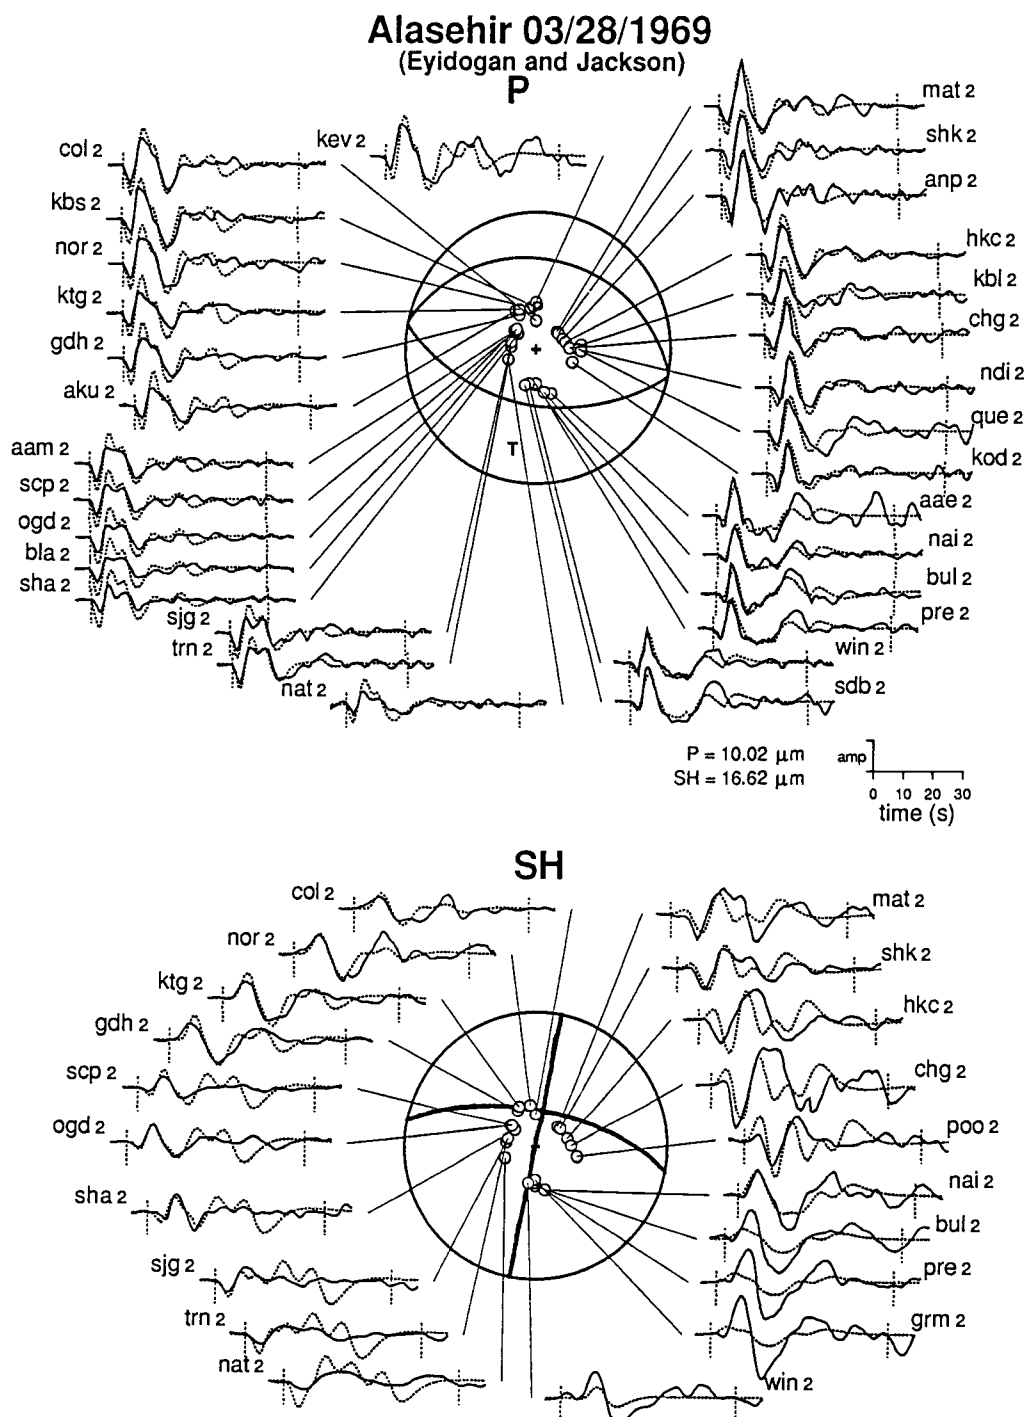 Alasehir 03/28/1969
(Eyidogan and Jackson)
P
col 2
kbs 2
nor 2
ktg 2
gdh 2
aku 2
aam 2
scp 2
ogd 2
bla 2
sha 2
sjg 2
trn 2
nat 2
kev 2
T
mat 2
shk 2
anp 2
hkc 2
kbl 2
chg 2
ndi 2
que 2
kod 2
aae 2
nai 2
bul 2
pre 2
win 2
sdb 2
P = 10.02 µm
SH = 16.62 µm
amp
0 10 20 30
time (s)
SH
col 2
nor 2
ktg 2
gdh 2
scp 2
ogd 2
sha 2
sjg 2
trn 2
nat 2
mat 2
shk 2
hkc 2
chg 2
poo 2
nai 2
bul 2
pre 2
grm 2
win 2